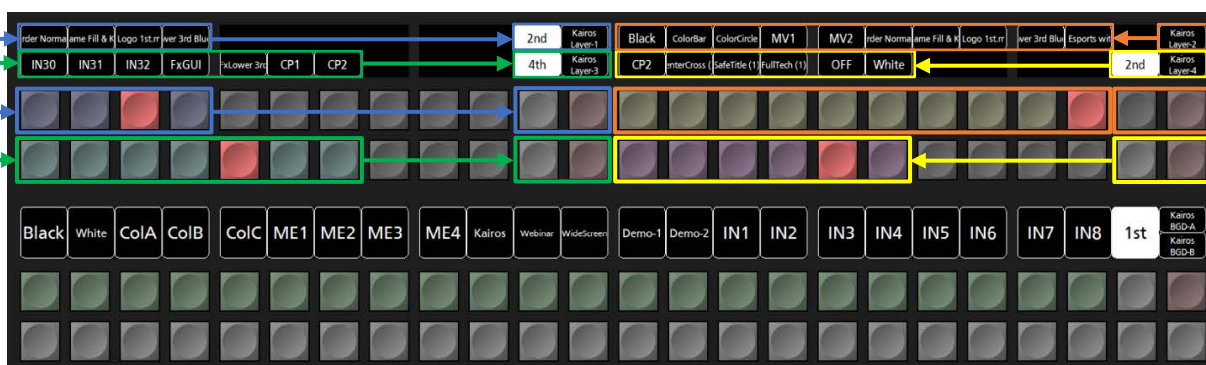 rder Norma ame Fill & K Logo 1st.rr wer 3rd Blu 2nd Kairos Layer-1 Black ColorBar ColorCircle MV1 MV2 rder Norma ame Fill & K Logo 1st.rr wer 3rd Blu Esports wit Kairos Layer-2
IN30 IN31 IN32 FxGUI FxLower 3rd CP1 CP2 4th Kairos Layer-3 CP2 enterCross ( SafeTitle (1) FullTech (1) OFF White 2nd Kairos Layer-4
Black White ColA ColB ColC ME1 ME2 ME3 ME4 Kairos Webinar WideScreen Demo-1 Demo-2 IN1 IN2 IN3 IN4 IN5 IN6 IN7 IN8 1st Kairos BGD-A
Kairos BGD-B